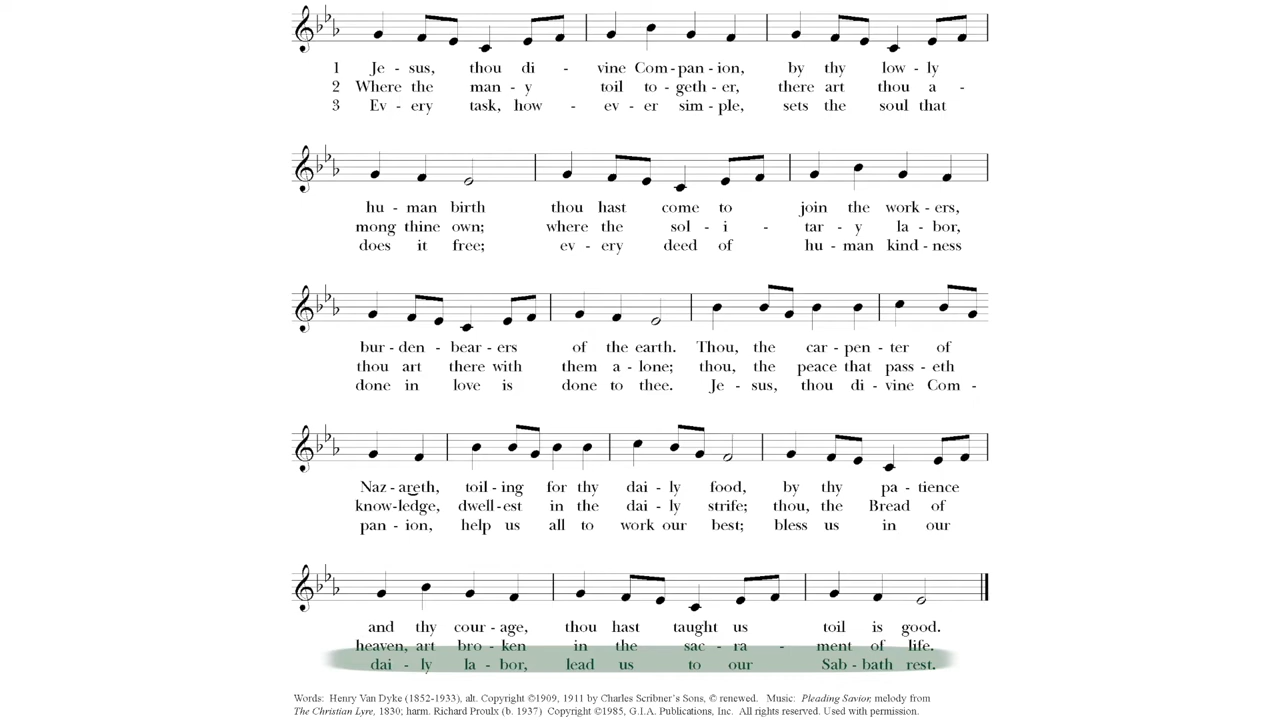 1 Je - sus, thou di - vine Com - pan - ion, by thy low - ly
2 Where the man - y toil to - geth - er, there art thou a -
3 Ev - ery task, how - ev - er sim - ple, sets the soul that
hu - man birth thou hast come to join the work - ers,
mong thine own; where the sol - i - tar - y la - bor,
does it free; ev - ery deed of hu - man kind - ness
bur - den - bear - ers of the earth. Thou, the car - pen - ter of
thou art there with them a - lone; thou, the peace that pass - eth
done in love is done to thee. Je - sus, thou di - vine Com -
Naz - areth, toil - ing for thy dai - ly food, by thy pa - tience
know - ledge, dwell - est in the dai - ly strife; thou, the Bread of
pan - ion, help us all to work our best; bless us in our
and thy cour - age, thou hast taught us toil is good.
heaven, art bro - ken in the sac - ra - ment of life.
dai - ly la - bor, lead us to our Sab - bath rest.
Words: Henry Van Dyke (1852-1933), alt. Copyright ©1909, 1911 by Charles Scribner's Sons, © renewed. Music: Pleading Savior, melody from
The Christian Lyre, 1830; harm. Richard Proulx (b. 1937) Copyright ©1985, G.I.A. Publications, Inc. All rights reserved. Used with permission.